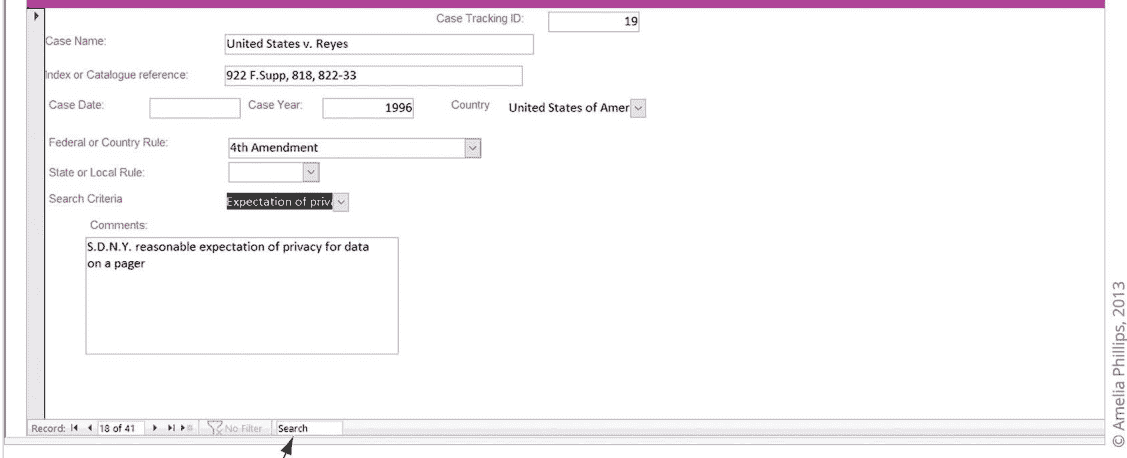 Case Tracking ID: 19
Case Name: United States v. Reyes
Index or Catalogue reference: 922 F.Supp, 818, 822-33
Case Date: Case Year: 1996 Country United States of Amer
Federal or Country Rule: 4th Amendment
State or Local Rule:
Search Criteria Expectation of priv
Comments:
S.D.N.Y. reasonable expectation of privacy for data
on a pager
Record: 18 of 41 No Filter Search
© Amelia Phillips, 2013